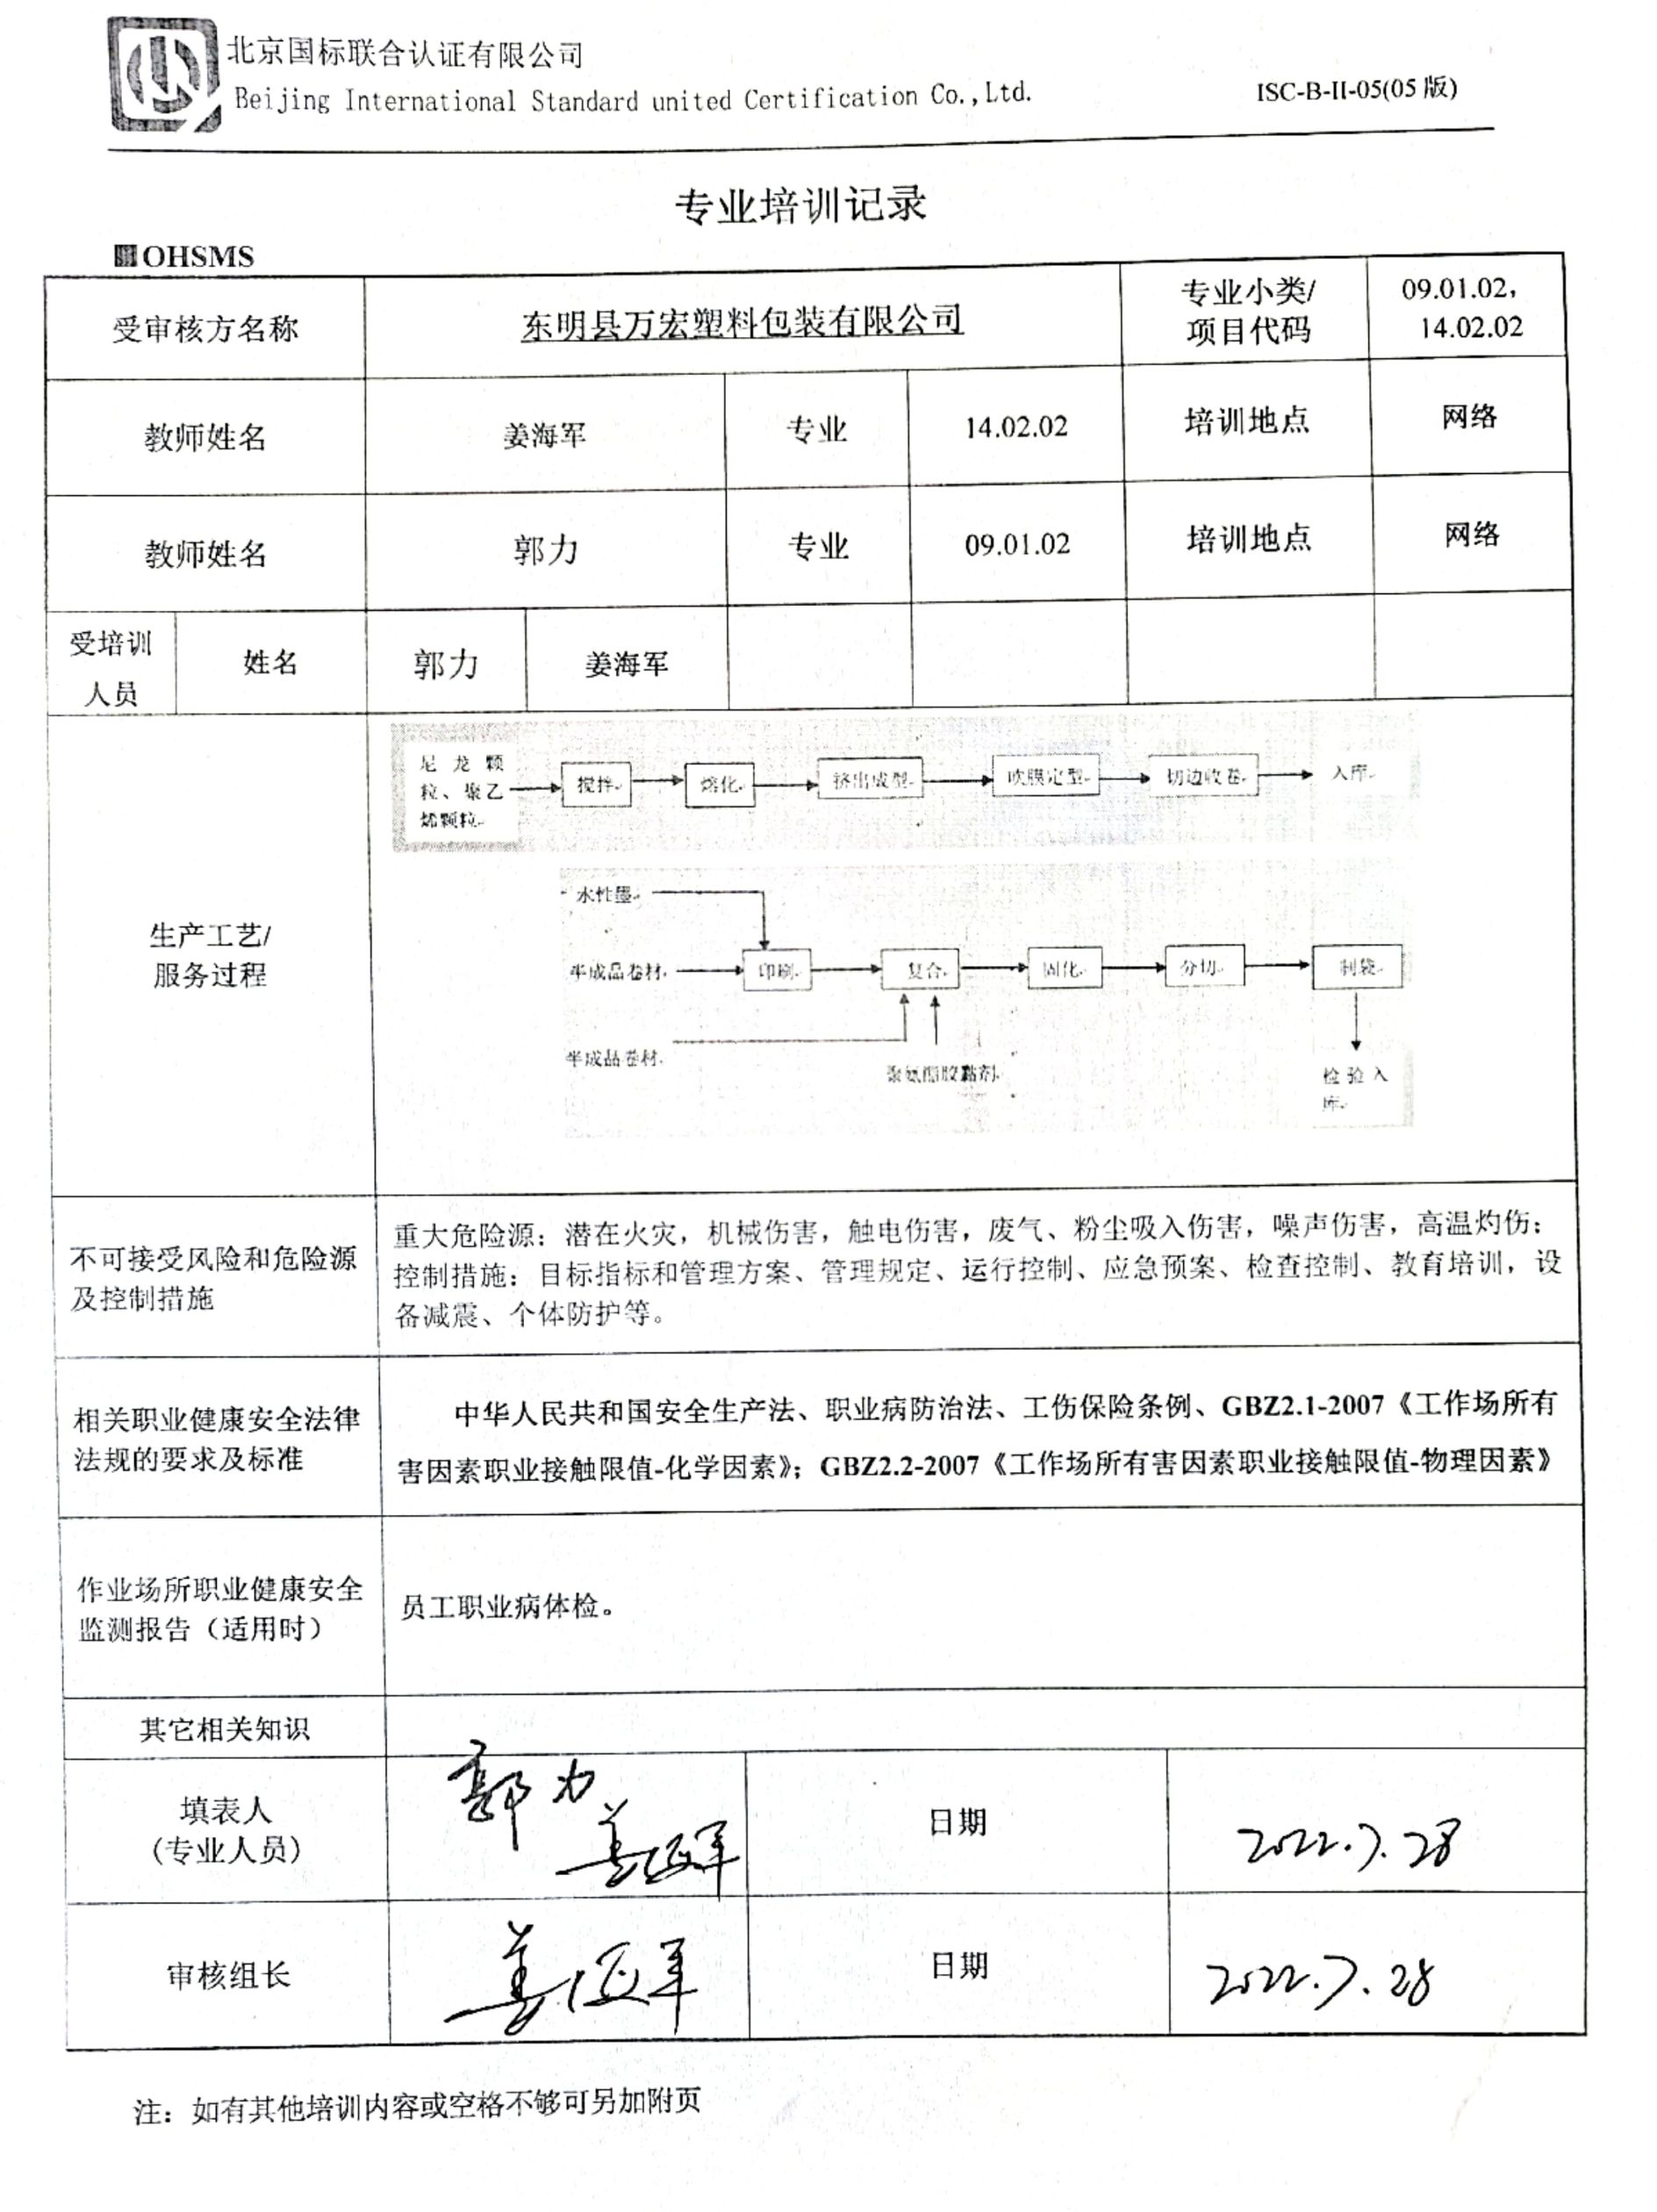 北京国标联合认证有限公司
Beijing International Standard united Certification Co.,Ltd.
ISC-B-II-05(05 版)
专业培训记录
OHSMS
受审核方名称
东明县万宏塑料包装有限公司
专业小类/
项目代码
09.01.02,
14.02.02
教师姓名
姜海军
专业
14.02.02
培训地点
网络
教师姓名
郭力
专业
09.01.02
培训地点
网络
受培训
人员
姓名
郭力
姜海军
生产工艺/
服务过程
尼龙颗
粒、聚乙
烯颗粒
搅拌
熔化
挤出成型
吹膜定型
切边收卷
入库
水性墨
半成品卷材
印刷
复合
固化
分切
制袋
半成品卷材
聚氨酯胶黏剂
检验入
库
不可接受风险和危险源
及控制措施
重大危险源：潜在火灾，机械伤害，触电伤害，废气、粉尘吸入伤害，噪声伤害，高温灼伤；
控制措施：目标指标和管理方案、管理规定、运行控制、应急预案、检查控制、教育培训，设
备减震、个体防护等。
相关职业健康安全法律
法规的要求及标准
中华人民共和国安全生产法、职业病防治法、工伤保险条例、GBZ2.1-2007《工作场所有
害因素职业接触限值-化学因素》；GBZ2.2-2007《工作场所有害因素职业接触限值-物理因素》
作业场所职业健康安全
监测报告（适用时）
员工职业病体检。
其它相关知识
填表人
(专业人员)
郭力
姜海军
日期
2022.7.28
审核组长
姜海军
日期
2022.7.28
注：如有其他培训内容或空格不够可另加附页